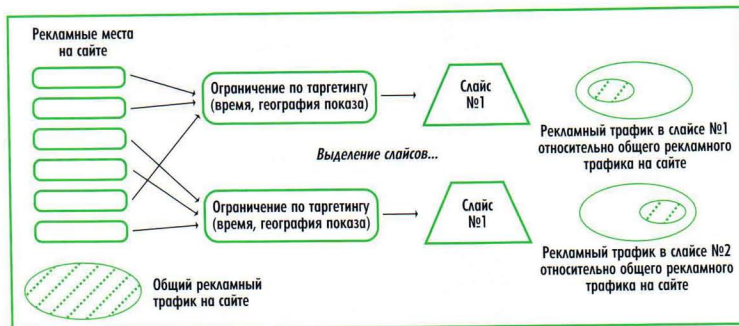 Рекламные места
на сайте
Ограничение по таргетингу
(время, география показа)
Слайс
№1
Рекламный трафик в слайсе №1
относительно общего рекламного
трафика на сайте
Выделение слайсов...
Ограничение по таргетингу
(время, география показа)
Слайс
№1
Рекламный трафик в слайсе №2
относительно общего рекламного
трафика на сайте
Общий рекламный
трафик на сайте